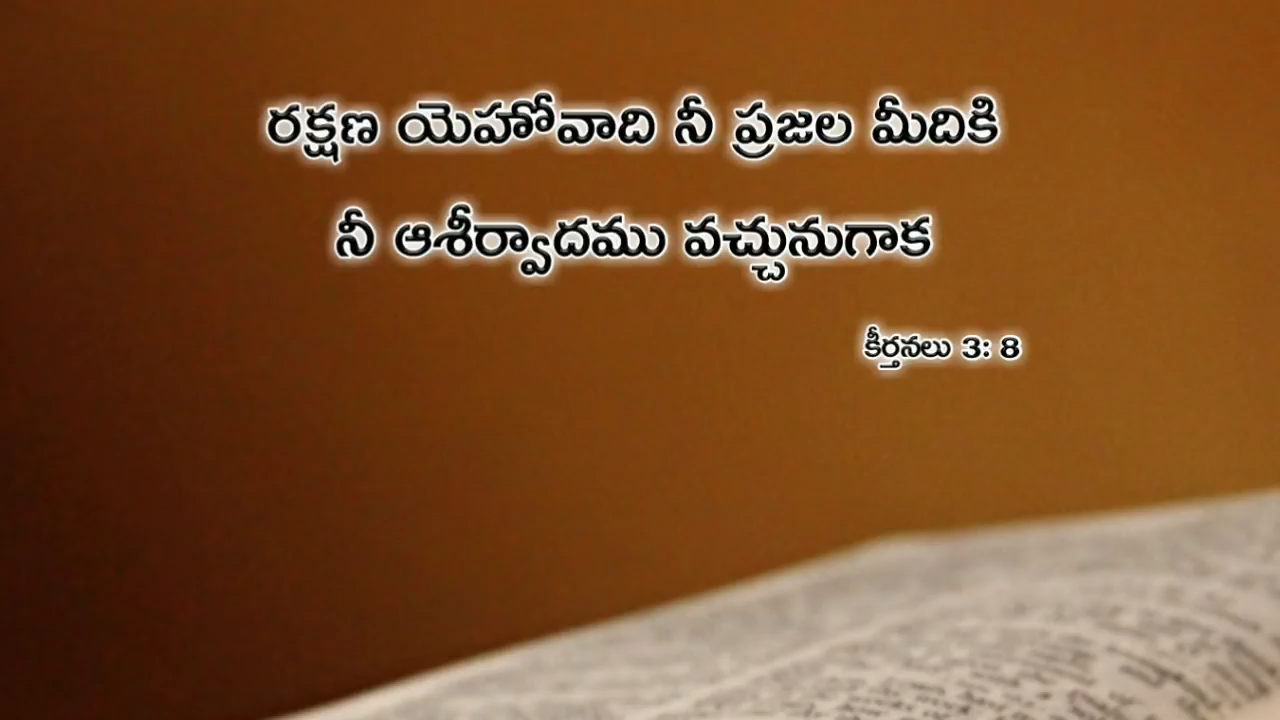 రక్షణ యెహోవాది నీ ప్రజల మీదికి
నీ ఆశీర్వాదము వచ్చునుగాక
కీర్తనలు 3: 8